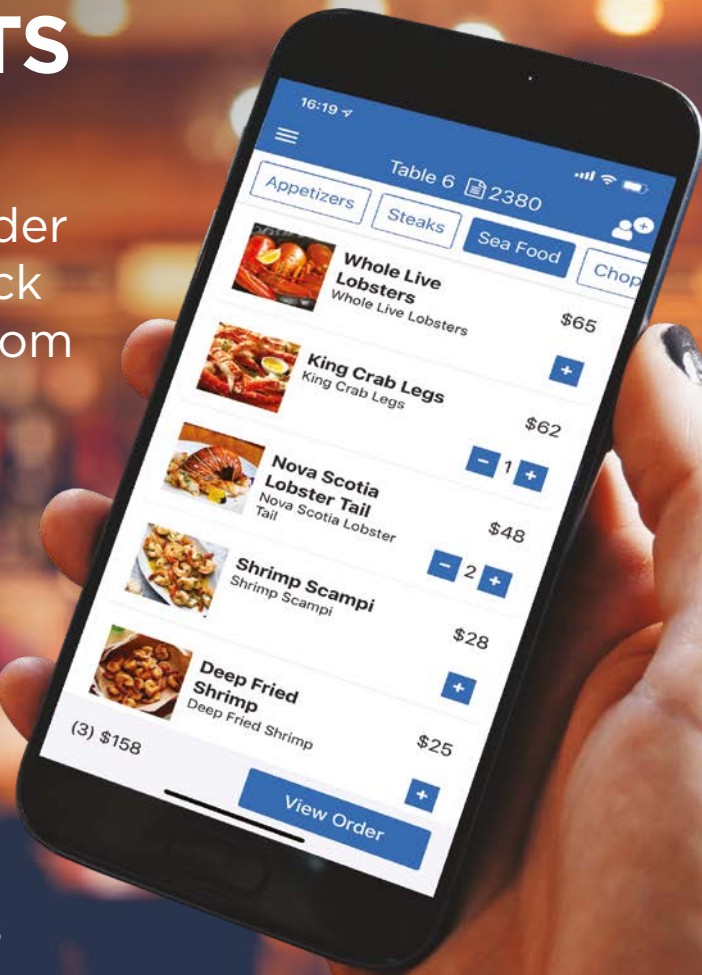 TS
der
ck
om
16:19
Table 6 2380
Appetizers Steaks Sea Food Chop
Whole Live
Lobsters
Whole Live Lobsters
$65
+
King Crab Legs
King Crab Legs
$62
- 1 +
Nova Scotia
Lobster Tail
Nova Scotia Lobster
Tail
$48
- 2 +
Shrimp Scampi
Shrimp Scampi
$28
+
Deep Fried
Shrimp
Deep Fried Shrimp
$25
+
(3) $158
View Order